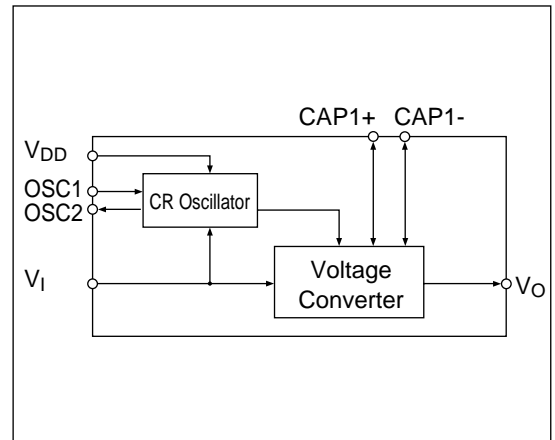 CAP1+ CAP1-
VDD
OSC1
OSC2
CR Oscillator
VI
Voltage
Converter
VO